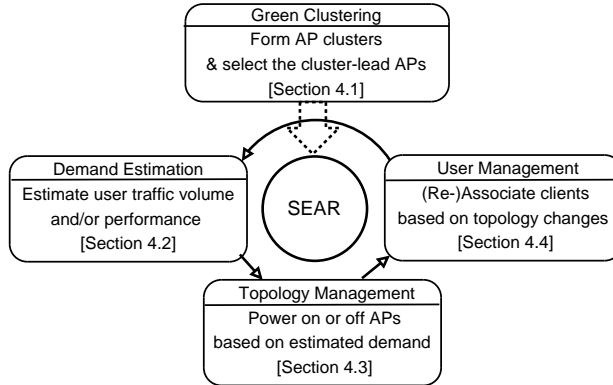 Green Clustering
Form AP clusters
& select the cluster-lead APs
[Section 4.1]
Demand Estimation
Estimate user traffic volume
and/or performance
[Section 4.2]
SEAR
User Management
(Re-)Associate clients
based on topology changes
[Section 4.4]
Topology Management
Power on or off APs
based on estimated demand
[Section 4.3]